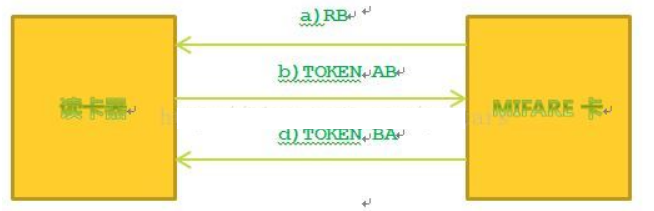 a)RB
b)TOKEN AB
读卡器
MIFARE 卡
d)TOKEN BA